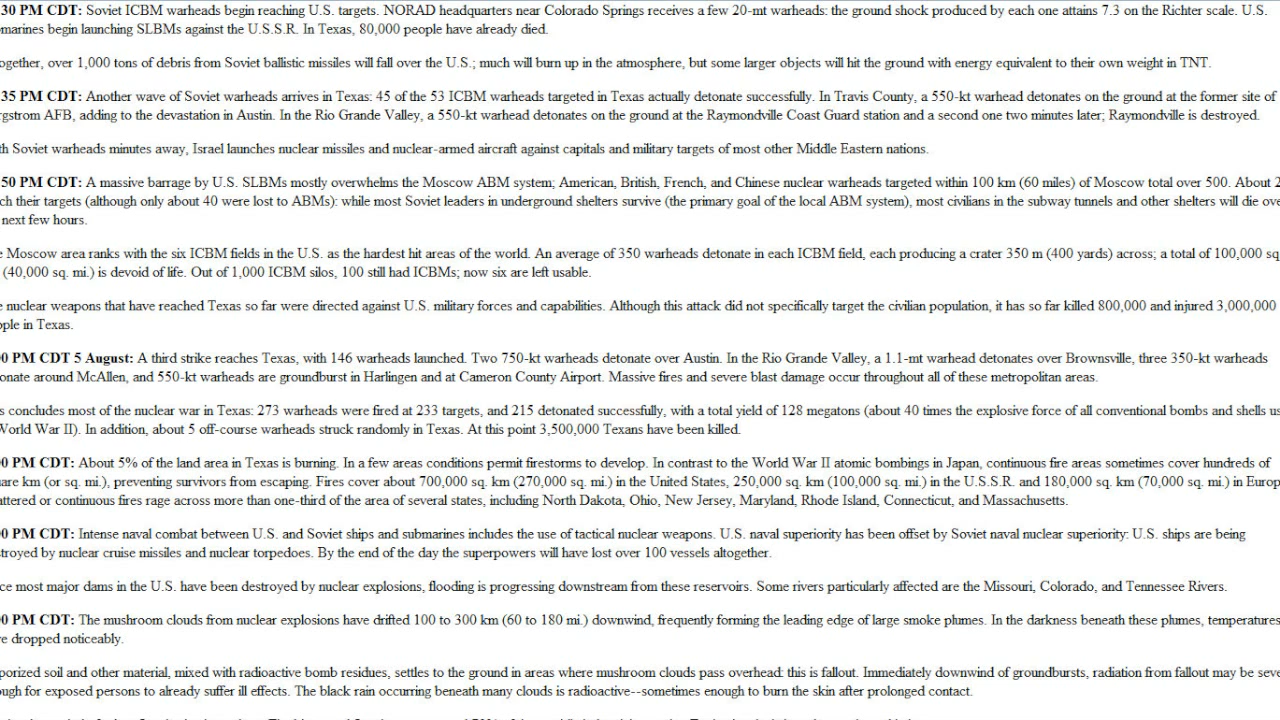 30 PM CDT: Soviet ICBM warheads begin reaching U.S. targets. NORAD headquarters near Colorado Springs receives a few 20-mt warheads: the ground shock produced by each one attains 7.3 on the Richter scale. U.S.
marines begin launching SLBMs against the U.S.S.R. In Texas, 80,000 people have already died.
ogether, over 1,000 tons of debris from Soviet ballistic missiles will fall over the U.S.; much will burn up in the atmosphere, but some larger objects will hit the ground with energy equivalent to their own weight in TNT.
35 PM CDT: Another wave of Soviet warheads arrives in Texas: 45 of the 53 ICBM warheads targeted in Texas actually detonate successfully. In Travis County, a 550-kt warhead detonates on the ground at the former site of
rgstrom AFB, adding to the devastation in Austin. In the Rio Grande Valley, a 550-kt warhead detonates on the ground at the Raymondville Coast Guard station and a second one two minutes later; Raymondville is destroyed.
th Soviet warheads minutes away, Israel launches nuclear missiles and nuclear-armed aircraft against capitals and military targets of most other Middle Eastern nations.
50 PM CDT: A massive barrage by U.S. SLBMs mostly overwhelms the Moscow ABM system; American, British, French, and Chinese nuclear warheads targeted within 100 km (60 miles) of Moscow total over 500. About 2
ch their targets (although only about 40 were lost to ABMs): while most Soviet leaders in underground shelters survive (the primary goal of the local ABM system), most civilians in the subway tunnels and other shelters will die ove
next few hours.
e Moscow area ranks with the six ICBM fields in the U.S. as the hardest hit areas of the world. An average of 350 warheads detonate in each ICBM field, each producing a crater 350 m (400 yards) across; a total of 100,000 sq
(40,000 sq. mi.) is devoid of life. Out of 1,000 ICBM silos, 100 still had ICBMs; now six are left usable.
e nuclear weapons that have reached Texas so far were directed against U.S. military forces and capabilities. Although this attack did not specifically target the civilian population, it has so far killed 800,000 and injured 3,000,000
ople in Texas.
0 PM CDT 5 August: A third strike reaches Texas, with 146 warheads launched. Two 750-kt warheads detonate over Austin. In the Rio Grande Valley, a 1.1-mt warhead detonates over Brownsville, three 350-kt warheads
onate around McAllen, and 550-kt warheads are groundburst in Harlingen and at Cameron County Airport. Massive fires and severe blast damage occur throughout all of these metropolitan areas.
s concludes most of the nuclear war in Texas: 273 warheads were fired at 233 targets, and 215 detonated successfully, with a total yield of 128 megatons (about 40 times the explosive force of all conventional bombs and shells us
World War II). In addition, about 5 off-course warheads struck randomly in Texas. At this point 3,500,000 Texans have been killed.
0 PM CDT: About 5% of the land area in Texas is burning. In a few areas conditions permit firestorms to develop. In contrast to the World War II atomic bombings in Japan, continuous fire areas sometimes cover hundreds of
are km (or sq. mi.), preventing survivors from escaping. Fires cover about 700,000 sq. km (270,000 sq. mi.) in the United States, 250,000 sq. km (100,000 sq. mi.) in the U.S.S.R. and 180,000 sq. km (70,000 sq. mi.) in Europ
attered or continuous fires rage across more than one-third of the area of several states, including North Dakota, Ohio, New Jersey, Maryland, Rhode Island, Connecticut, and Massachusetts.
0 PM CDT: Intense naval combat between U.S. and Soviet ships and submarines includes the use of tactical nuclear weapons. U.S. naval superiority has been offset by Soviet naval nuclear superiority: U.S. ships are being
stroyed by nuclear cruise missiles and nuclear torpedoes. By the end of the day the superpowers will have lost over 100 vessels altogether.
ce most major dams in the U.S. have been destroyed by nuclear explosions, flooding is progressing downstream from these reservoirs. Some rivers particularly affected are the Missouri, Colorado, and Tennessee Rivers.
0 PM CDT: The mushroom clouds from nuclear explosions have drifted 100 to 300 km (60 to 180 mi.) downwind, frequently forming the leading edge of large smoke plumes. In the darkness beneath these plumes, temperatures
e dropped noticeably.
porized soil and other material, mixed with radioactive bomb residues, settles to the ground in areas where mushroom clouds pass overhead: this is fallout. Immediately downwind of groundbursts, radiation from fallout may be seve
ough for exposed persons to already suffer ill effects. The black rain occurring beneath many clouds is radioactive--sometimes enough to burn the skin after prolonged contact.